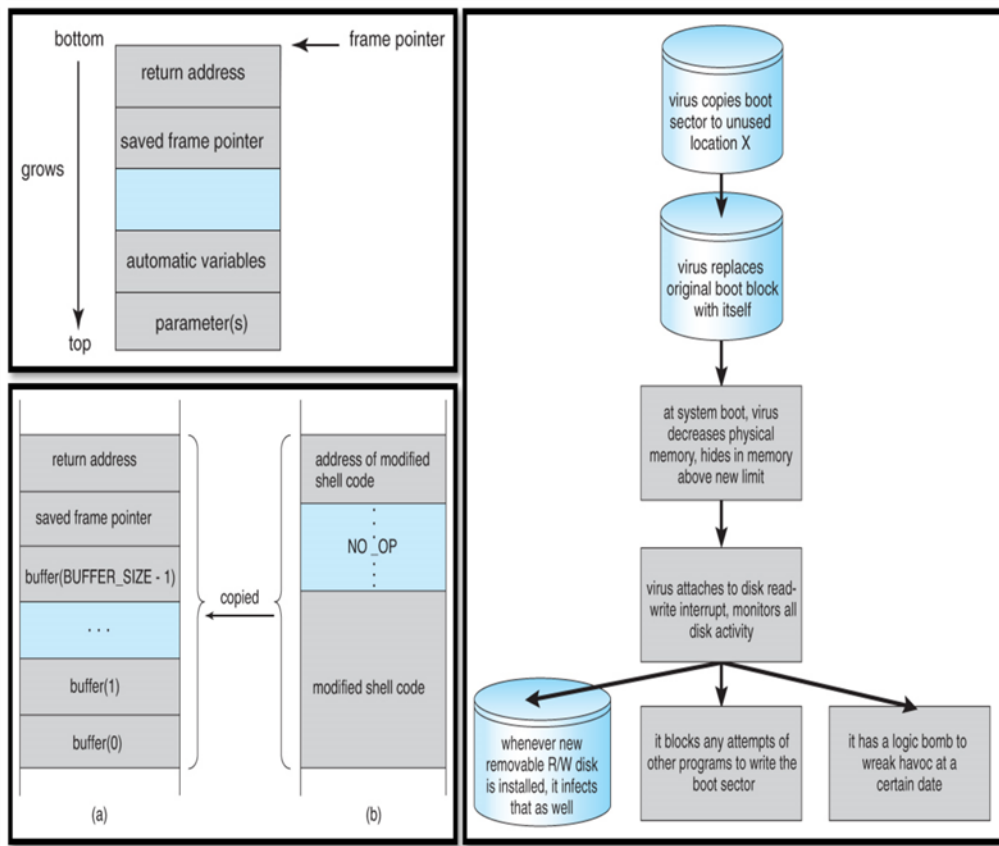 bottom
frame pointer
return address
saved frame pointer
grows
automatic variables
parameter(s)
top
return address
saved frame pointer
buffer(BUFFER_SIZE - 1)
. . .
buffer(1)
buffer(0)
(a)
copied
address of modified
shell code
NO_OP
modified shell code
(b)
virus copies boot
sector to unused
location X
virus replaces
original boot block
with itself
at system boot, virus
decreases physical
memory, hides in memory
above new limit
virus attaches to disk read-
write interrupt, monitors all
disk activity
whenever new
removable R/W disk
is installed, it infects
that as well
it blocks any attempts of
other programs to write the
boot sector
it has a logic bomb to
wreak havoc at a
certain date